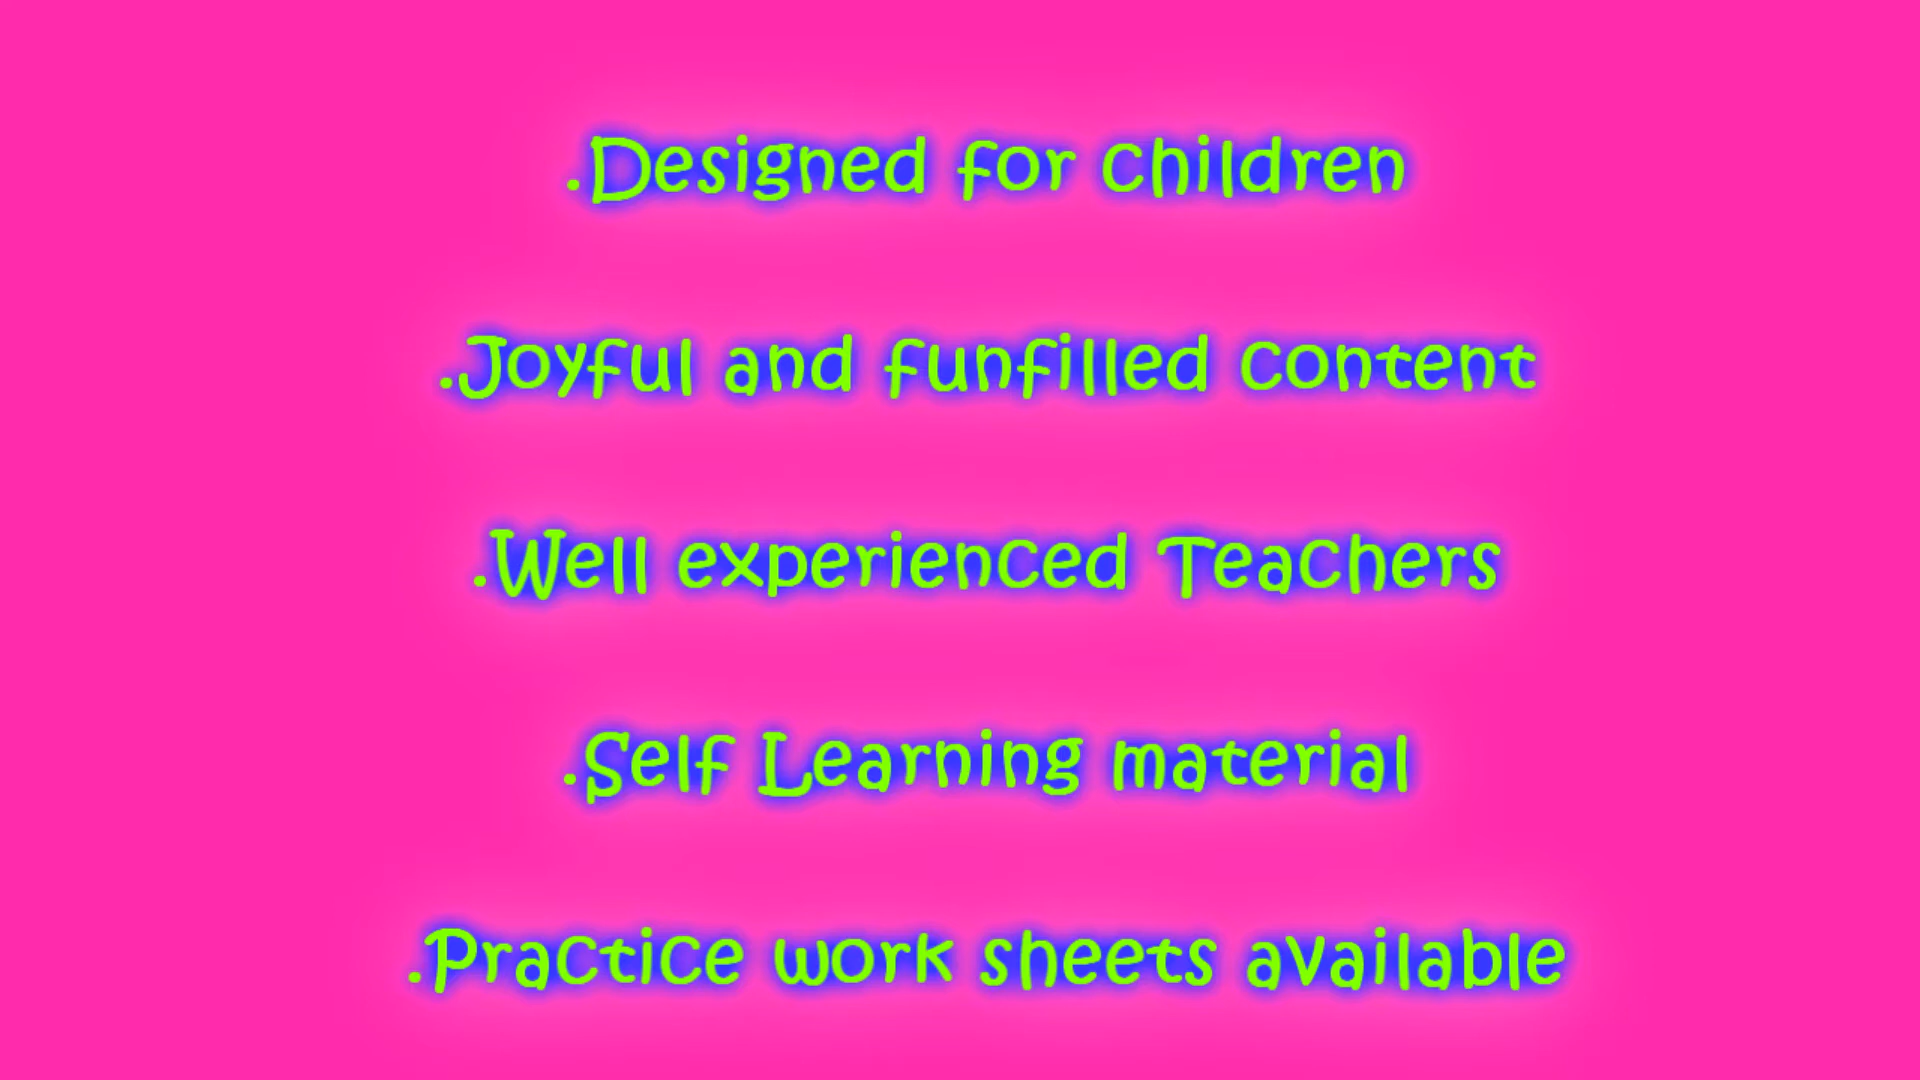 .Designed for children
.Joyful and funfilled content
.Well experienced Teachers
.Self Learning material
.Practice work sheets available